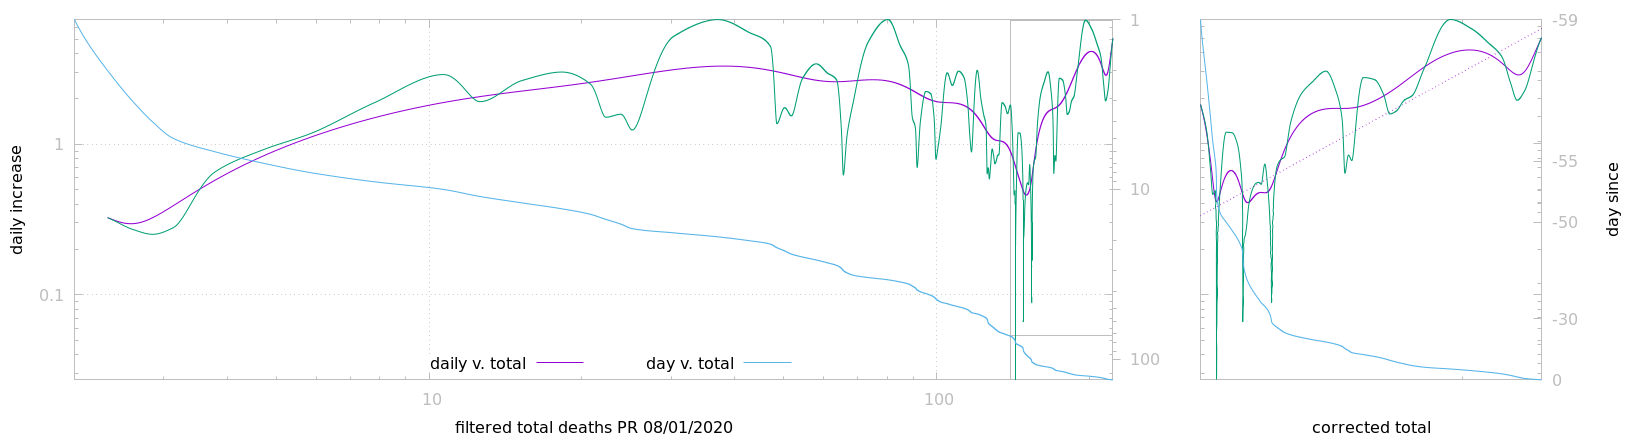 1
-59
1
daily increase
-55
day since
10
-50
0.1
-30
daily v. total
day v. total
100
0
10
100
filtered total deaths PR 08/01/2020
corrected total